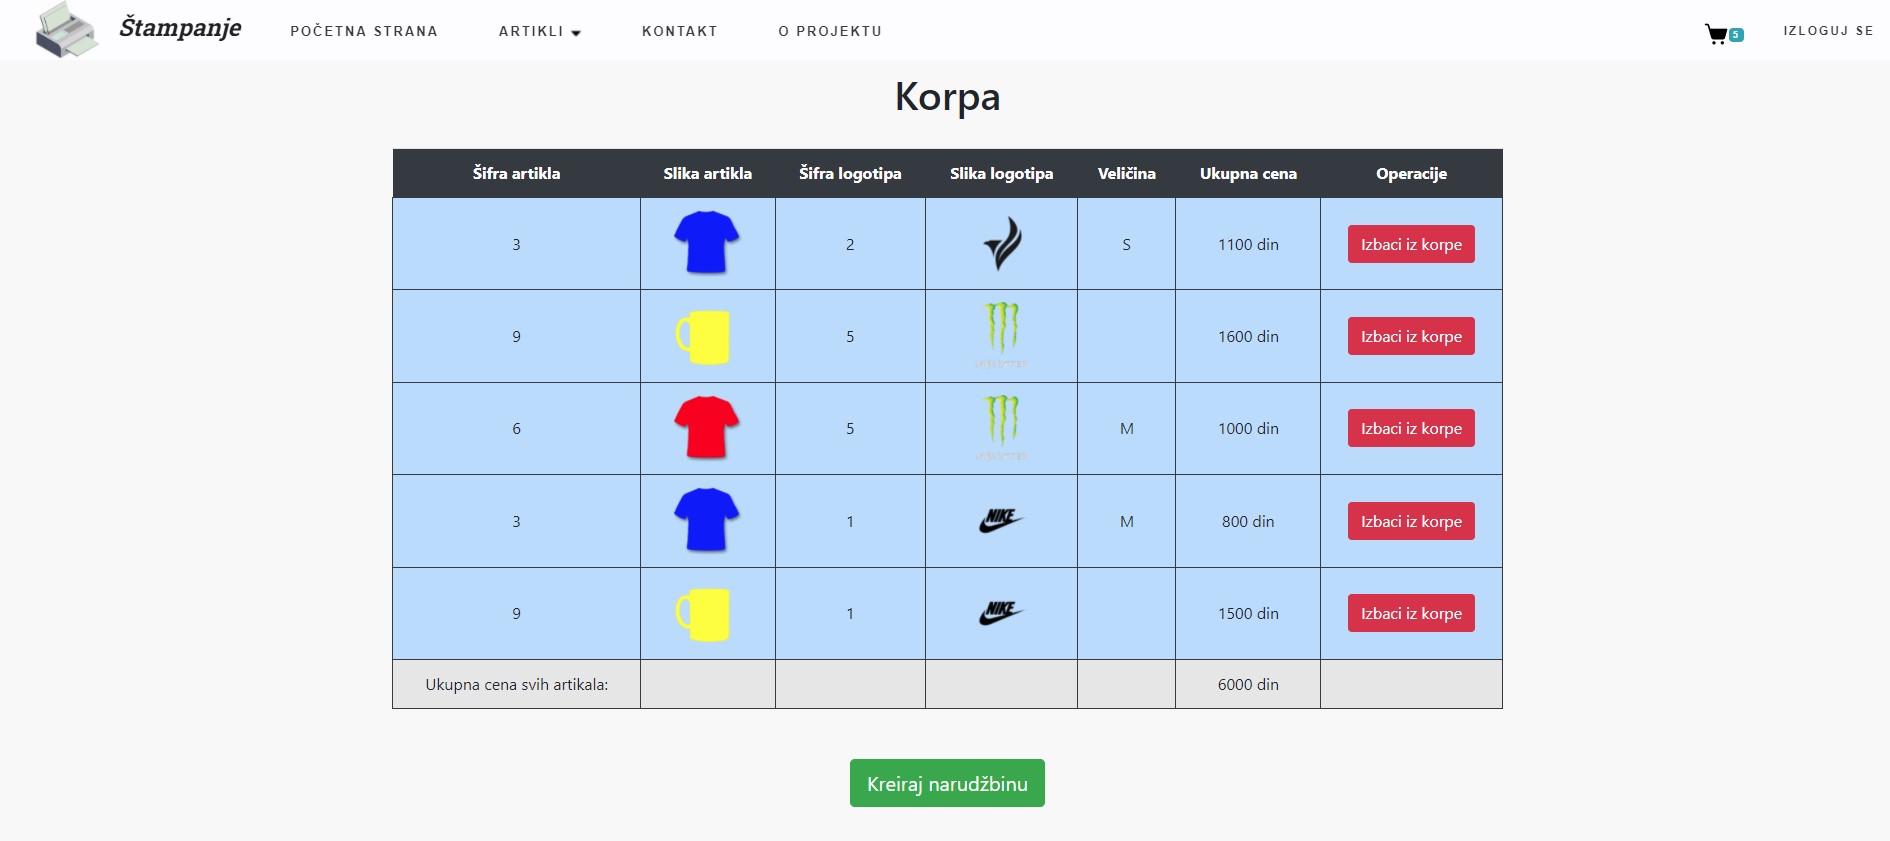 Štampanje POČETNA STRANA ARTIKLI KONTAKT O PROJEKTU 5 IZLOGUJ SE
Korpa
Šifra artikla Slika artikla Šifra logotipa Slika logotipa Veličina Ukupna cena Operacije
3 2 S 1100 din Izbaci iz korpe
9 5 1600 din Izbaci iz korpe
6 5 M 1000 din Izbaci iz korpe
3 1 NIKE M 800 din Izbaci iz korpe
9 1 NIKE 1500 din Izbaci iz korpe
Ukupna cena svih artikala: 6000 din
Kreiraj narudžbinu